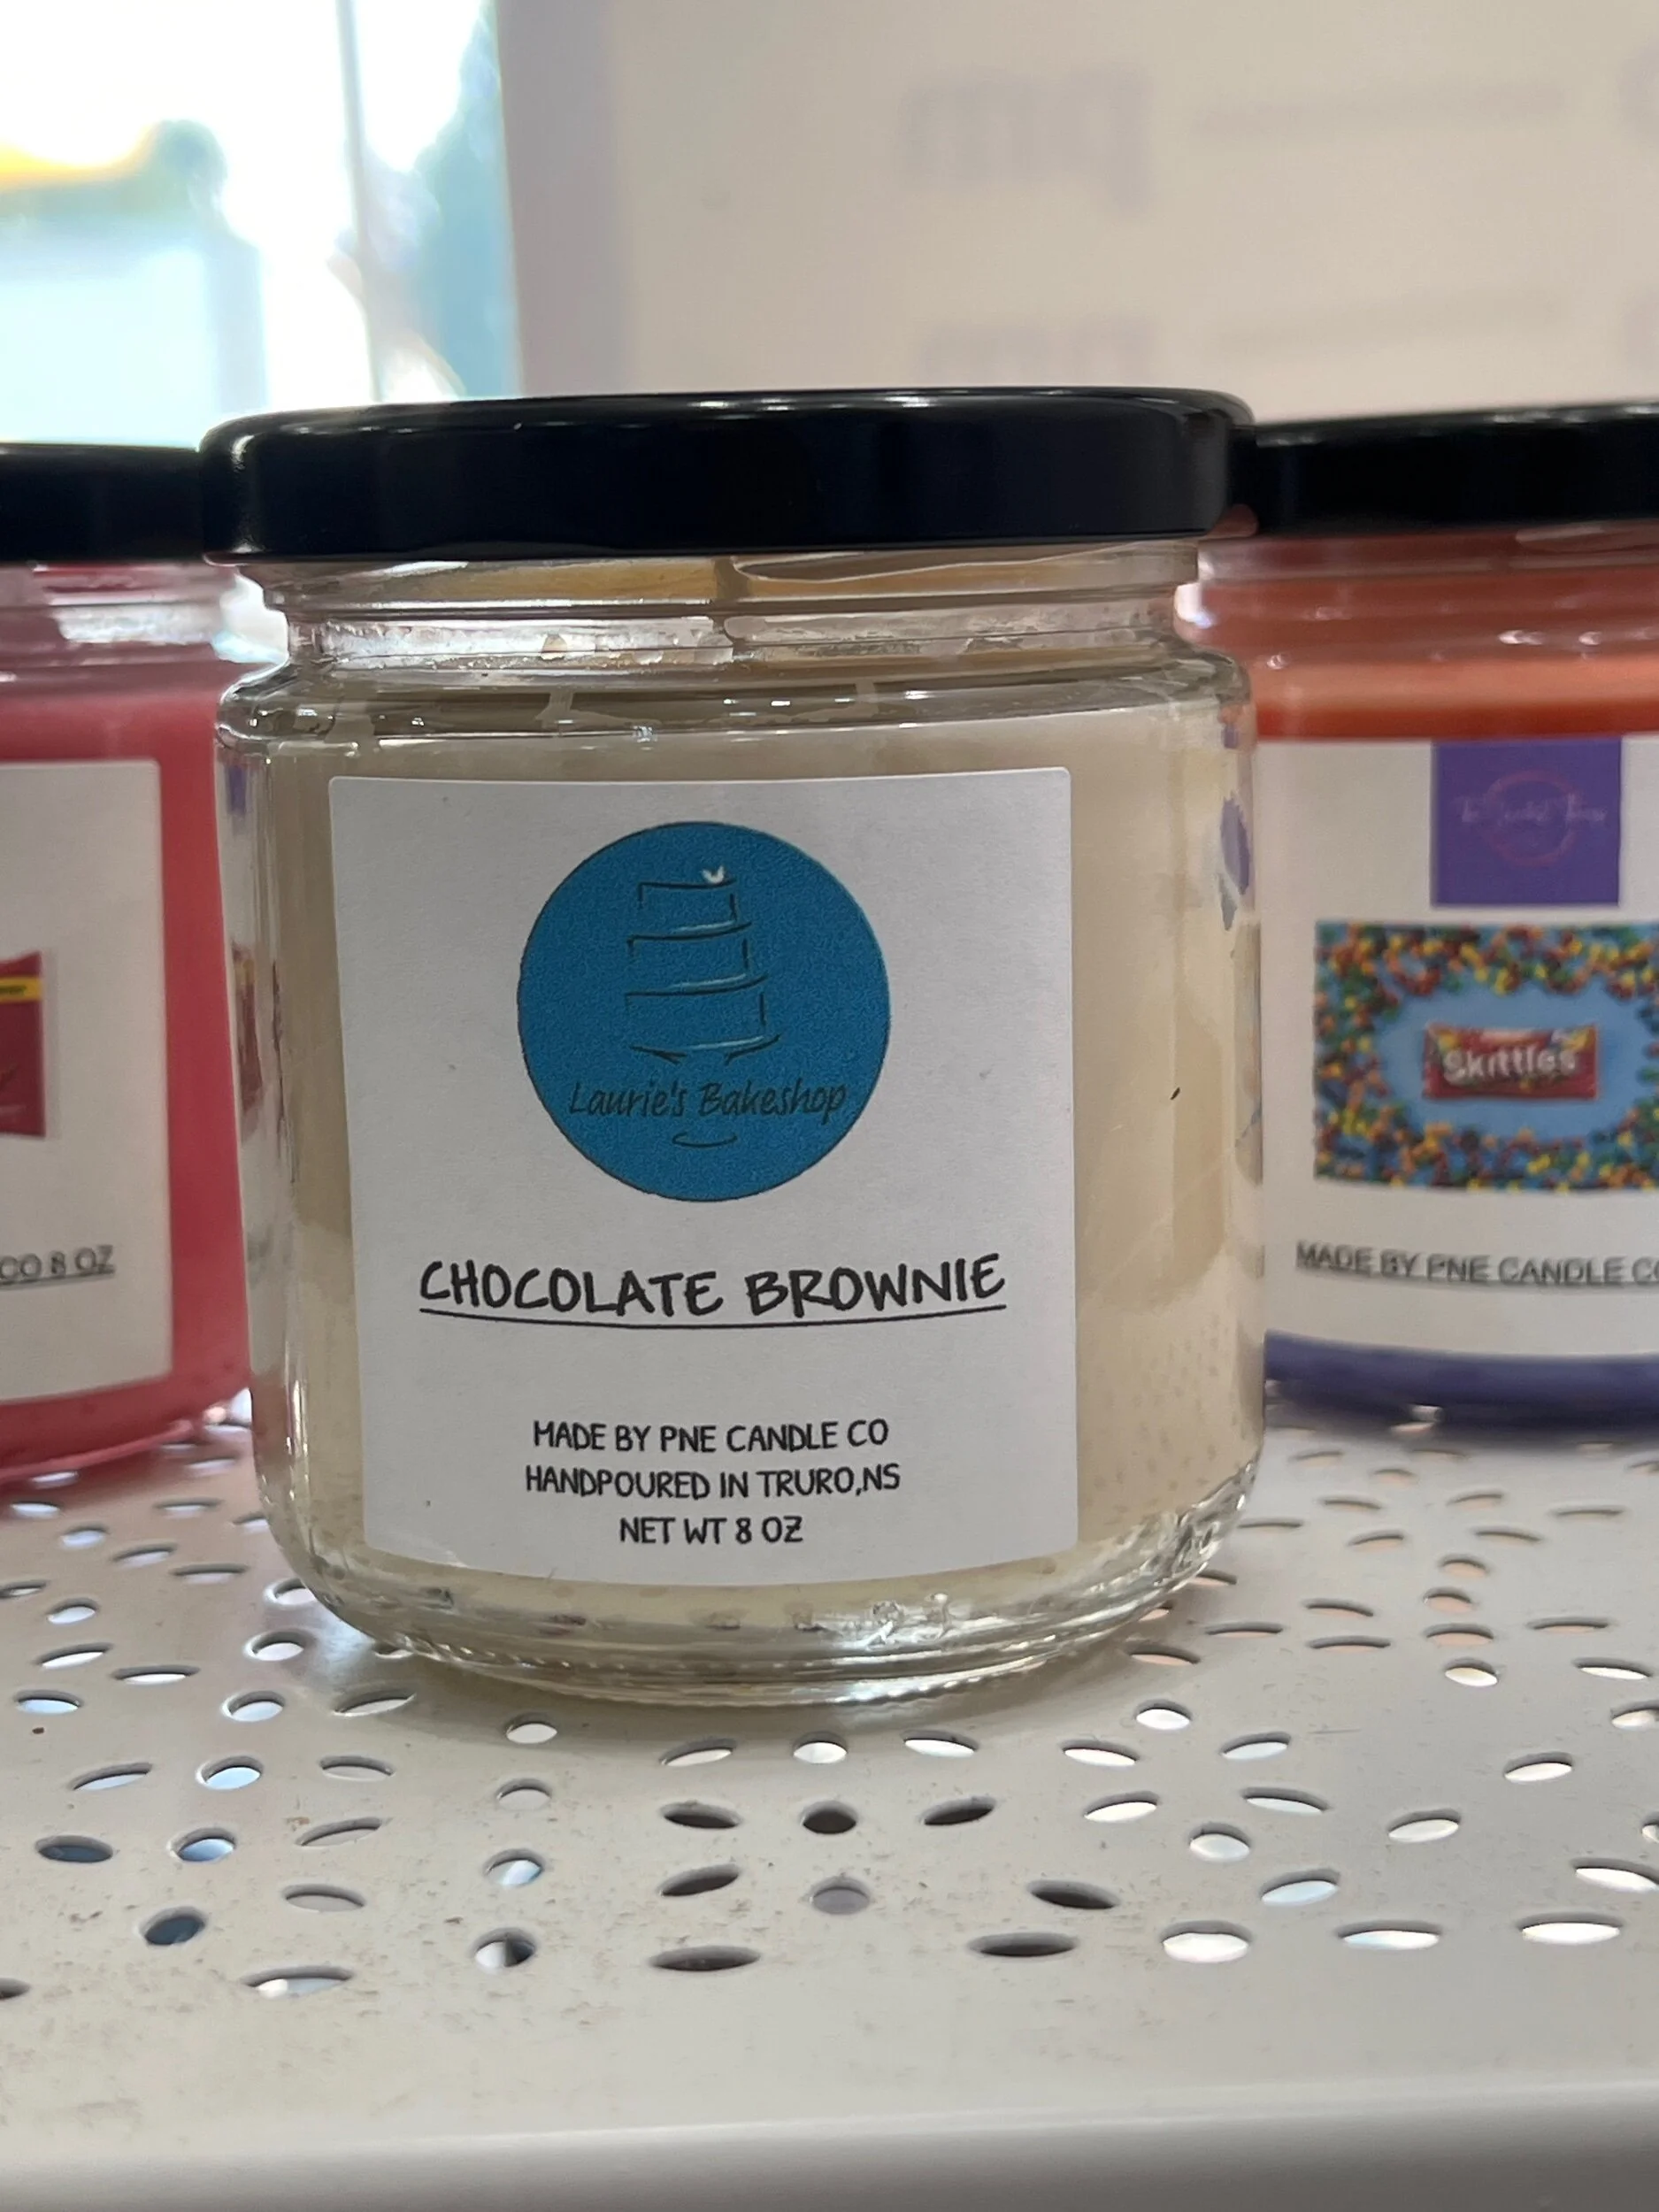 Laurie's Bakeshop
CHOCOLATE BROWNIE
MADE BY PNE CANDLE CO
HANDPOURED IN TRURO,NS
NET WT 8 OZ
CO 8 OZ
Skittles
MADE BY PNE CANDLE CO